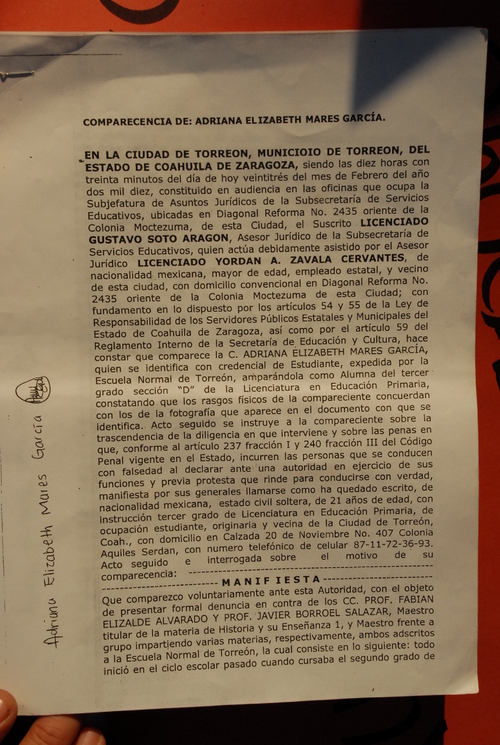 COMPARECENCIA DE: ADRIANA ELIZABETH MARES GARCÍA.
EN LA CIUDAD DE TORREON, MUNICIOIO DE TORREON, DEL
ESTADO DE COAHUILA DE ZARAGOZA, siendo las diez horas con
treinta minutos del día de hoy veintitrés del mes de Febrero del año
dos mil diez, constituido en audiencia en las oficinas que ocupa la
Subjefatura de Asuntos Jurídicos de la Subsecretaría de Servicios
Educativos, ubicadas en Diagonal Reforma No. 2435 oriente de la
Colonia Moctezuma, de esta Ciudad, el Suscrito LICENCIADO
GUSTAVO SOTO ARAGON, Asesor Jurídico de la Subsecretaría de
Servicios Educativos, quien actúa debidamente asistido por el Asesor
Jurídico LICENCIADO YORDAN A. ZAVALA CERVANTES, de
nacionalidad mexicana, mayor de edad, empleado estatal, y vecino
de esta ciudad, con domicilio convencional en Diagonal Reforma No.
2435 oriente de la Colonia Moctezuma de esta Ciudad; con
fundamento en lo dispuesto por los artículos 54 y 55 de la Ley de
Responsabilidad de los Servidores Públicos Estatales y Municipales del
Estado de Coahuila de Zaragoza, así como por el artículo 59 del
Reglamento Interno de la Secretaría de Educación y Cultura, hace
constar que comparece la C. ADRIANA ELIZABETH MARES GARCÍA,
quien se identifica con credencial de Estudiante, expedida por la
Escuela Normal de Torreón, amparándola como Alumna del tercer
grado sección "D" de la Licenciatura en Educación Primaria,
constatando que los rasgos físicos de la compareciente concuerdan
con los de la fotografía que aparece en el documento con que se
identifica. Acto seguido se instruye a la compareciente sobre la
trascendencia de la diligencia en que interviene y sobre las penas en
que, conforme al artículo 237 fracción I y 240 fracción III del Código
Penal vigente en el Estado, incurren las personas que se conducen
con falsedad al declarar ante una autoridad en ejercicio de sus
funciones y previa protesta que rinde para conducirse con verdad,
manifiesta por sus generales llamarse como ha quedado escrito, de
nacionalidad mexicana, estado civil soltera, de 21 años de edad, con
instrucción tercer grado de Licenciatura en Educación Primaria, de
ocupación estudiante, originaria y vecina de la Ciudad de Torreón,
Coah., con domicilio en Calzada 20 de Noviembre No. 407 Colonia
Aquiles Serdan, con numero telefónico de celular 87-11-72-36-93.
Acto seguido e interrogada sobre el motivo de su
comparecencia: ------------------------------------------------
--------------------------- M A N I F I E S T A --------------------------
Que comparezco voluntariamente ante esta Autoridad, con el objeto
de presentar formal denuncia en contra de los CC. PROF. FABIAN
ELIZALDE ALVARADO Y PROF. JAVIER BORROEL SALAZAR, Maestro
titular de la materia de Historia y su Enseñanza 1, y Maestro frente a
grupo impartiendo varias materias, respectivamente, ambos adscritos
a la Escuela Normal de Torreón, la cual consiste en lo siguiente: todo
inició en el ciclo escolar pasado cuando cursaba el segundo grado de
Adriana Elizabeth Mares García